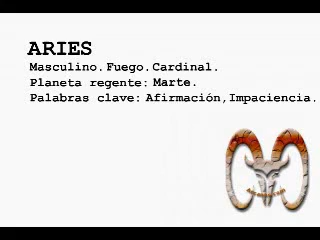 ARIES
Masculino. Fuego. Cardinal.
Planeta regente: Marte.
Palabras clave: Afirmación, Impaciencia.